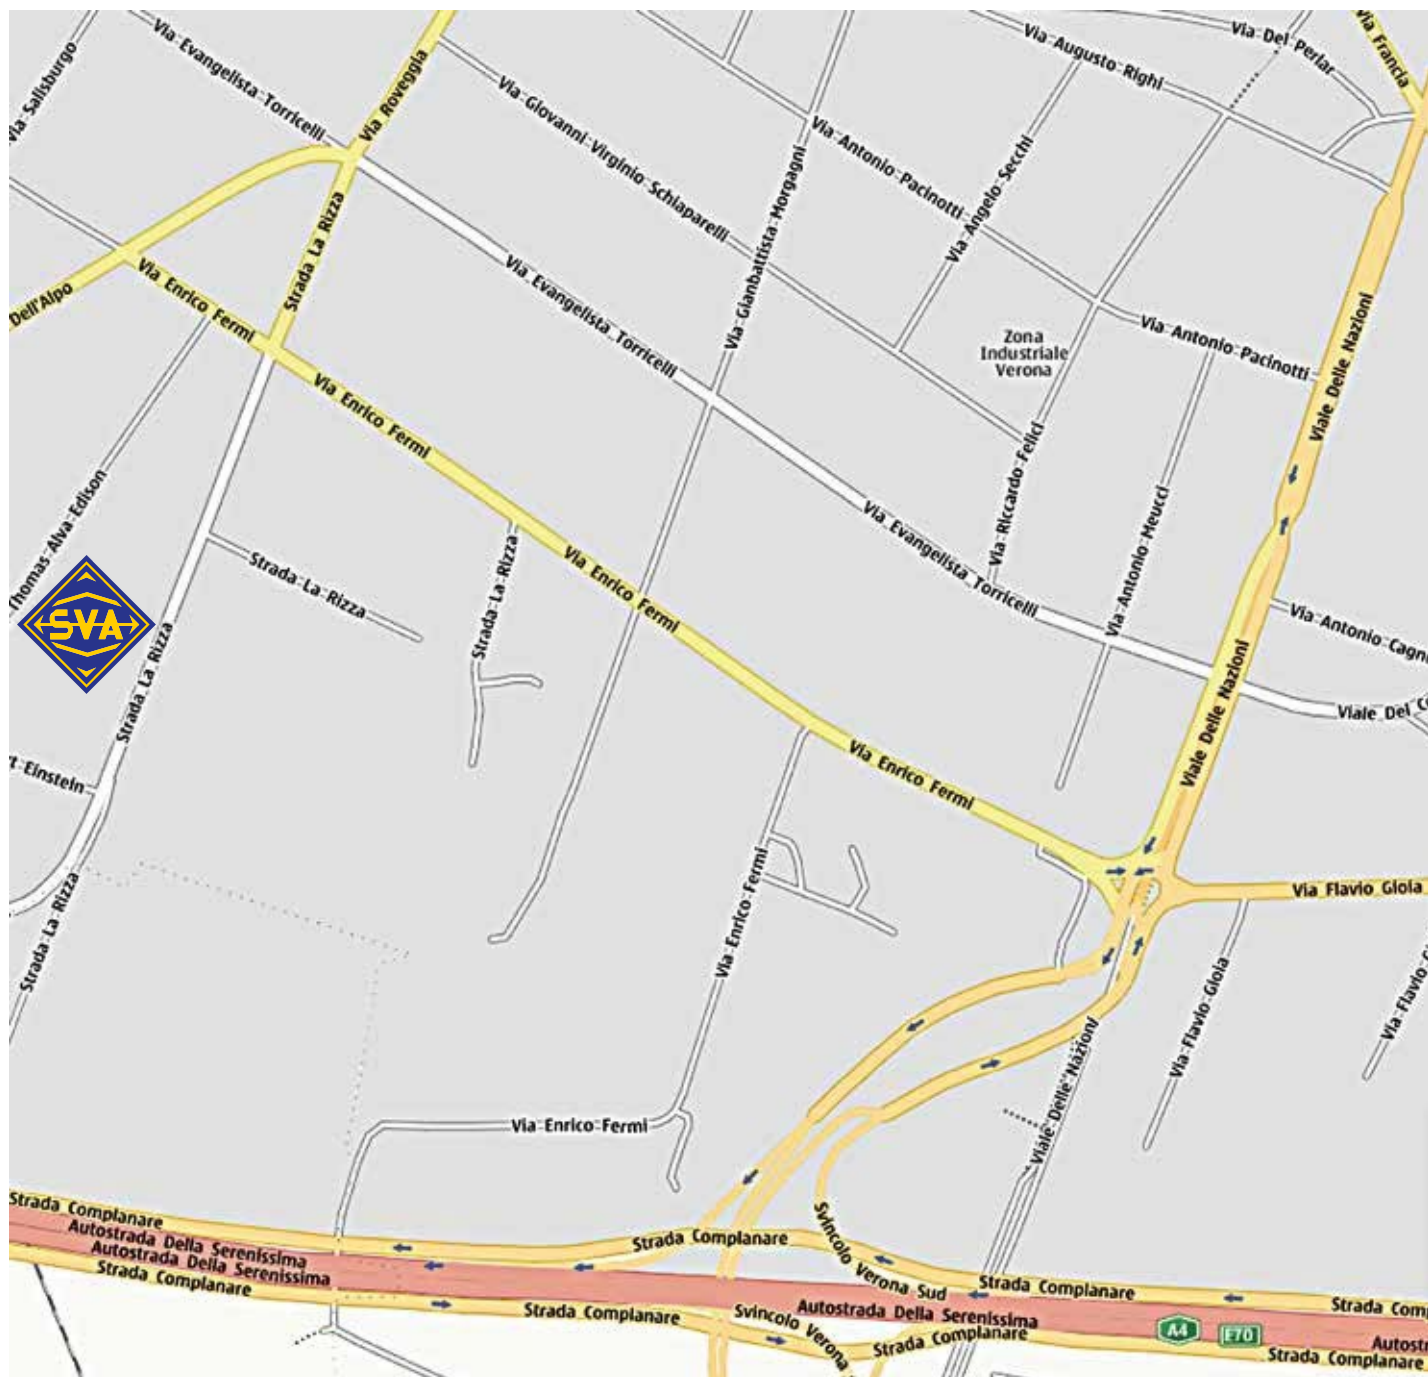 Via Salisburgo
Via Evangelista Torricelli
Via Roveggia
Via Giovanni Virginio Schiaparelli
Via Augusto Righi
Via Del Perlar
Via Francia
Via Antonio Pacinotti
Via Angelo Secchi
Via Gianbattista Morgagni
Strada La Rizza
Dell'Alpo
Via Enrico Fermi
Via Evangelista Torricelli
Zona
Industriale
Verona
Via Antonio Pacinotti
Viale Delle Nazioni
Via Enrico Fermi
Via Riccardo Felici
Via Antonio Meucci
Thomas Alva Edison
Strada La Rizza
Strada La Rizza
Via Enrico Fermi
Via Evangelista Torricelli
SVA
Strada La Rizza
Via Antonio Cagn
Viale Delle Nazioni
Viale Del C
t Einstein
Via Enrico Fermi
Strada La Rizza
Via Enrico Fermi
Via Flavio Gioia
Via Flavio Gioia
Via Flavio G
Viale Delle Nazioni
Via Enrico Fermi
Strada Complanare
Autostrada Della Serenissima
Autostrada Della Serenissima
Strada Complanare
Strada Complanare
Svincolo Verona Sud
Strada Complanare
Strada Com
Strada Complanare
Svincolo Verona
Autostrada Della Serenissima
Strada Complanare
A4
E70
Autost
Strada Complanare